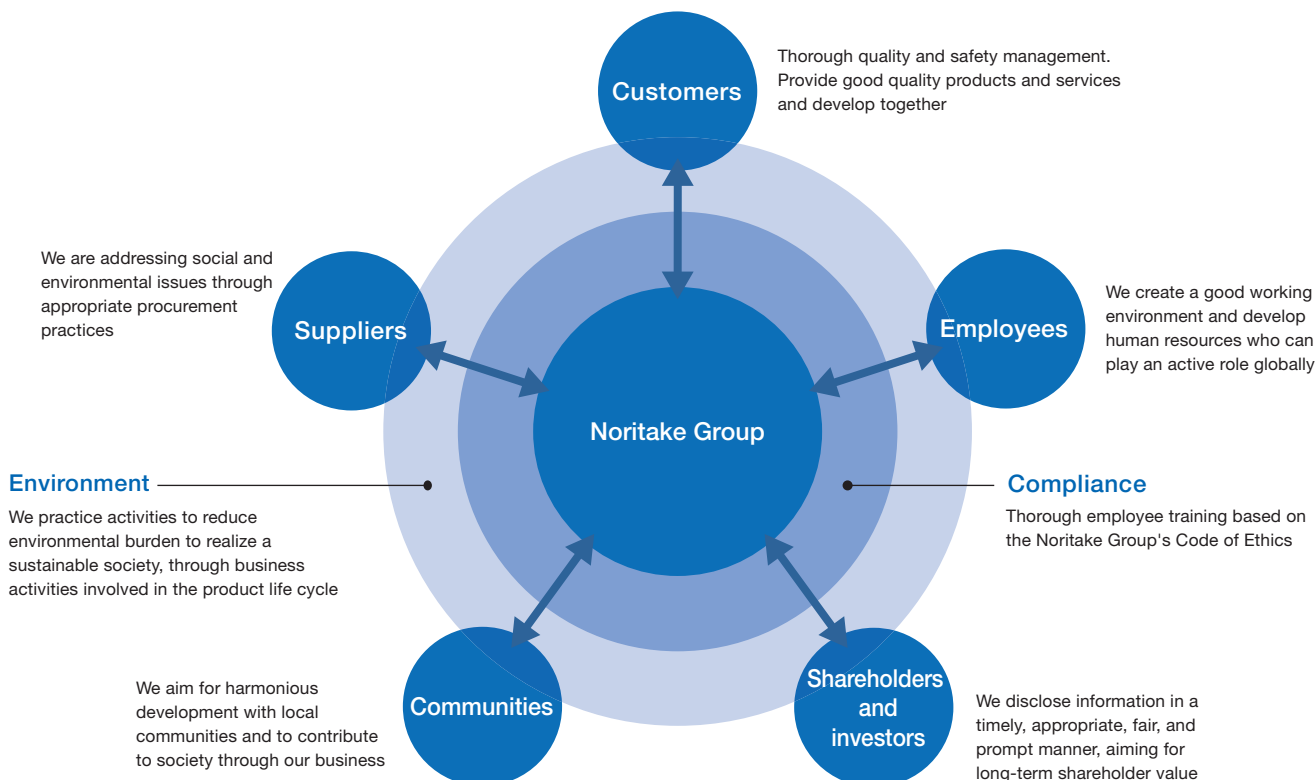 Customers
Thorough quality and safety management.
Provide good quality products and services
and develop together
We are addressing social and
environmental issues through
appropriate procurement
practices
Suppliers
Employees
We create a good working
environment and develop
human resources who can
play an active role globally
Noritake Group
Environment
We practice activities to reduce
environmental burden to realize a
sustainable society, through business
activities involved in the product life cycle
Compliance
Thorough employee training based on
the Noritake Group's Code of Ethics
We aim for harmonious
development with local
communities and to contribute
to society through our business
Communities
Shareholders
and
investors
We disclose information in a
timely, appropriate, fair, and
prompt manner, aiming for
long-term shareholder value